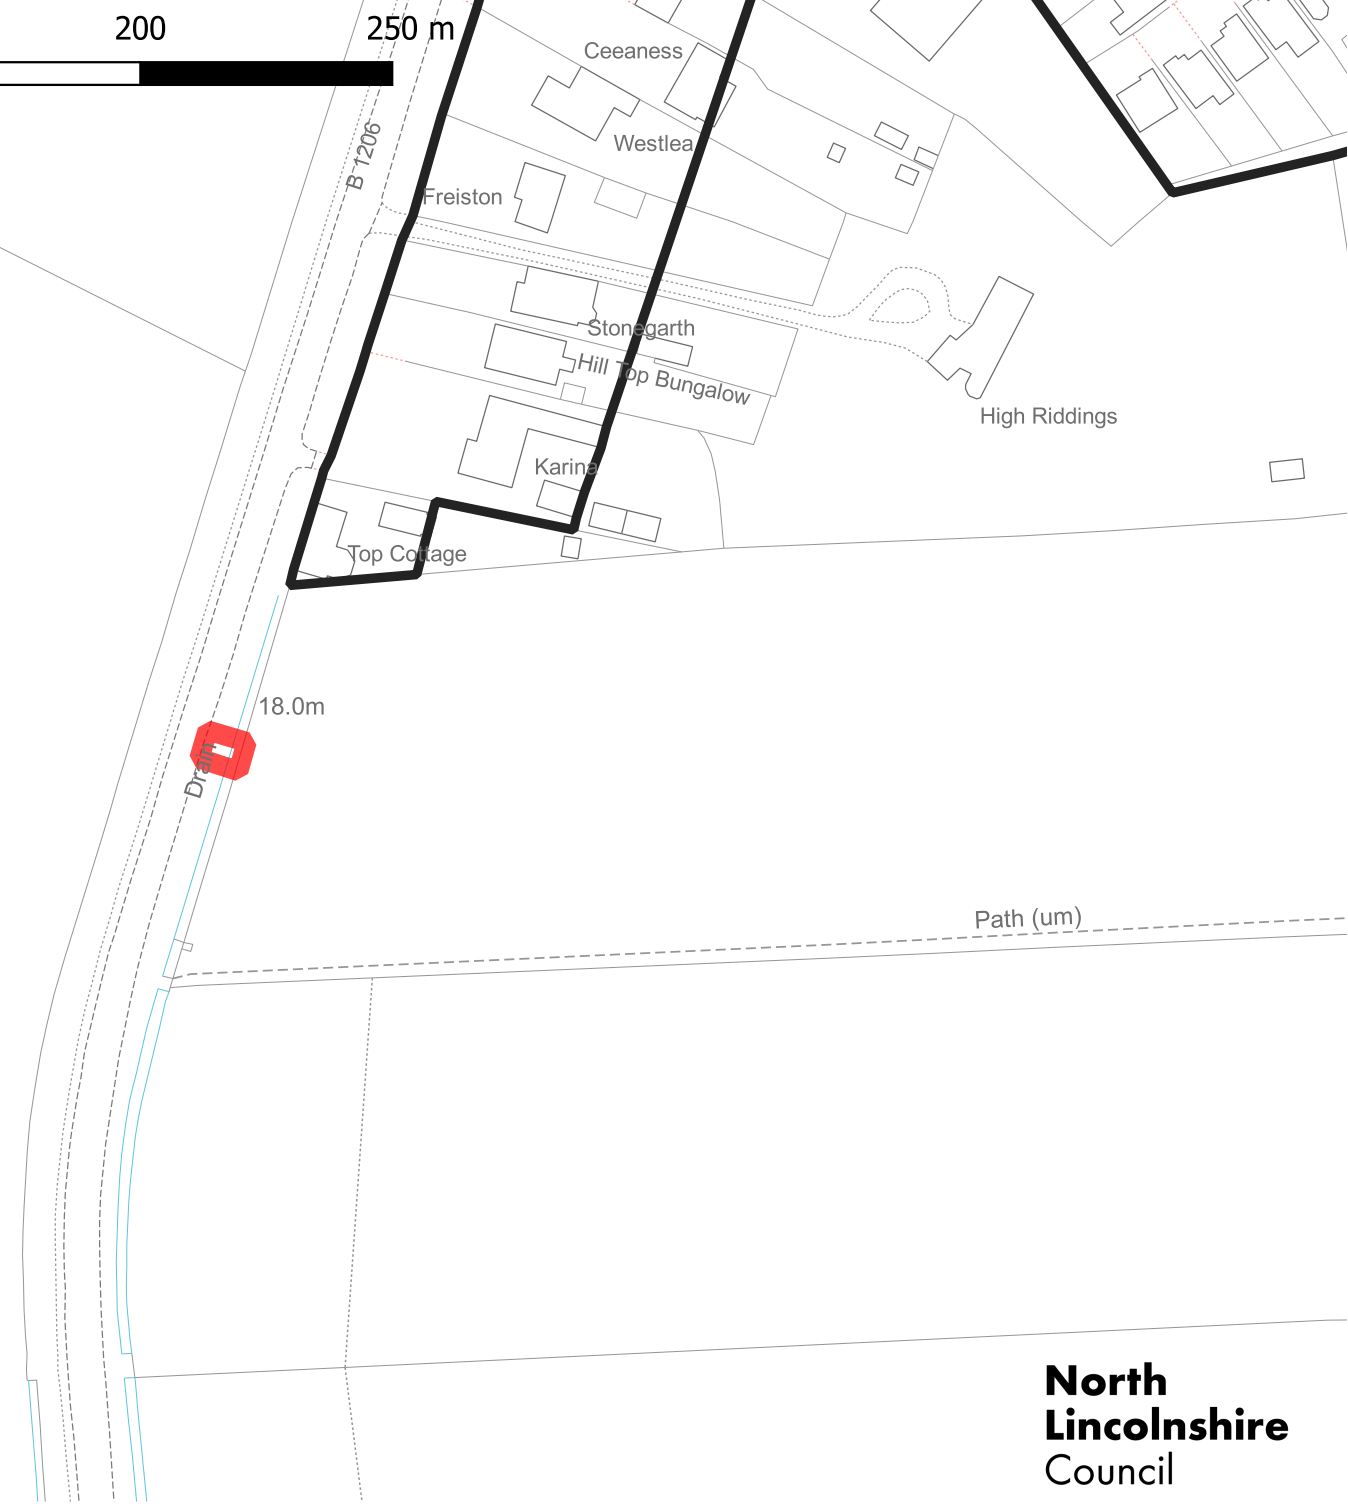 200 250 m
Ceeaness
B 1206
Westlea
Freiston
Stonegarth
Hill Top Bungalow
High Riddings
Karina
Top Cottage
18.0m
Drain
Path (um)
North
Lincolnshire
Council